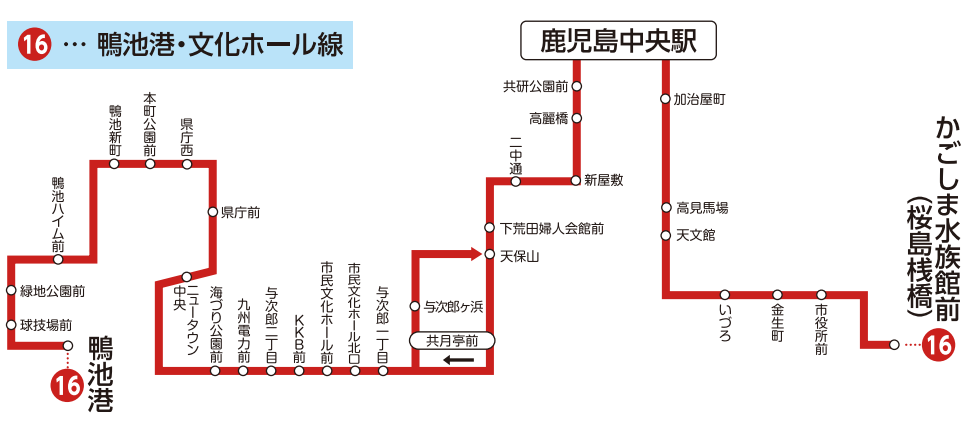 16 … 鴨池港・文化ホール線
鹿児島中央駅
共研公園前
高麗橋
二中通
新屋敷
下荒田婦人会館前
天保山
与次郎ヶ浜
共月亭前
加治屋町
高見馬場
天文館
いづろ
金生町
市役所前
かごしま水族館前
(桜島桟橋)
16
鴨池新町
本町公園前
県庁西
県庁前
鴨池ハイム前
緑地公園前
球技場前
鴨池港
16
ニュータウン
中央
海づり公園前
九州電力前
与次郎二丁目
KKB前
市民文化ホール前
市民文化ホール北口
与次郎一丁目